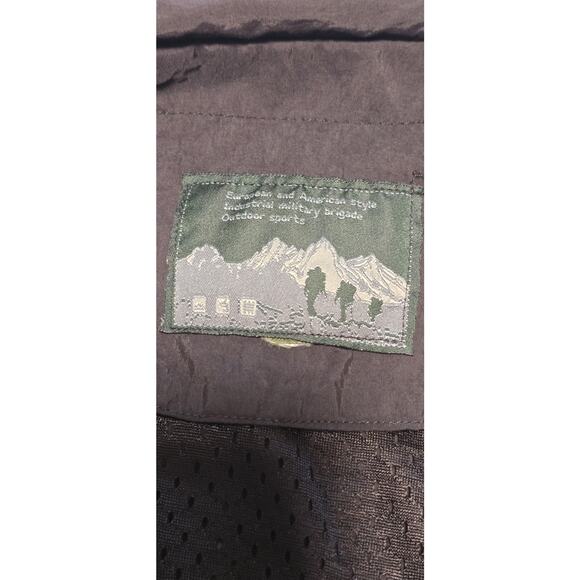 European and American style
Industrial military brigade
Outdoor sports